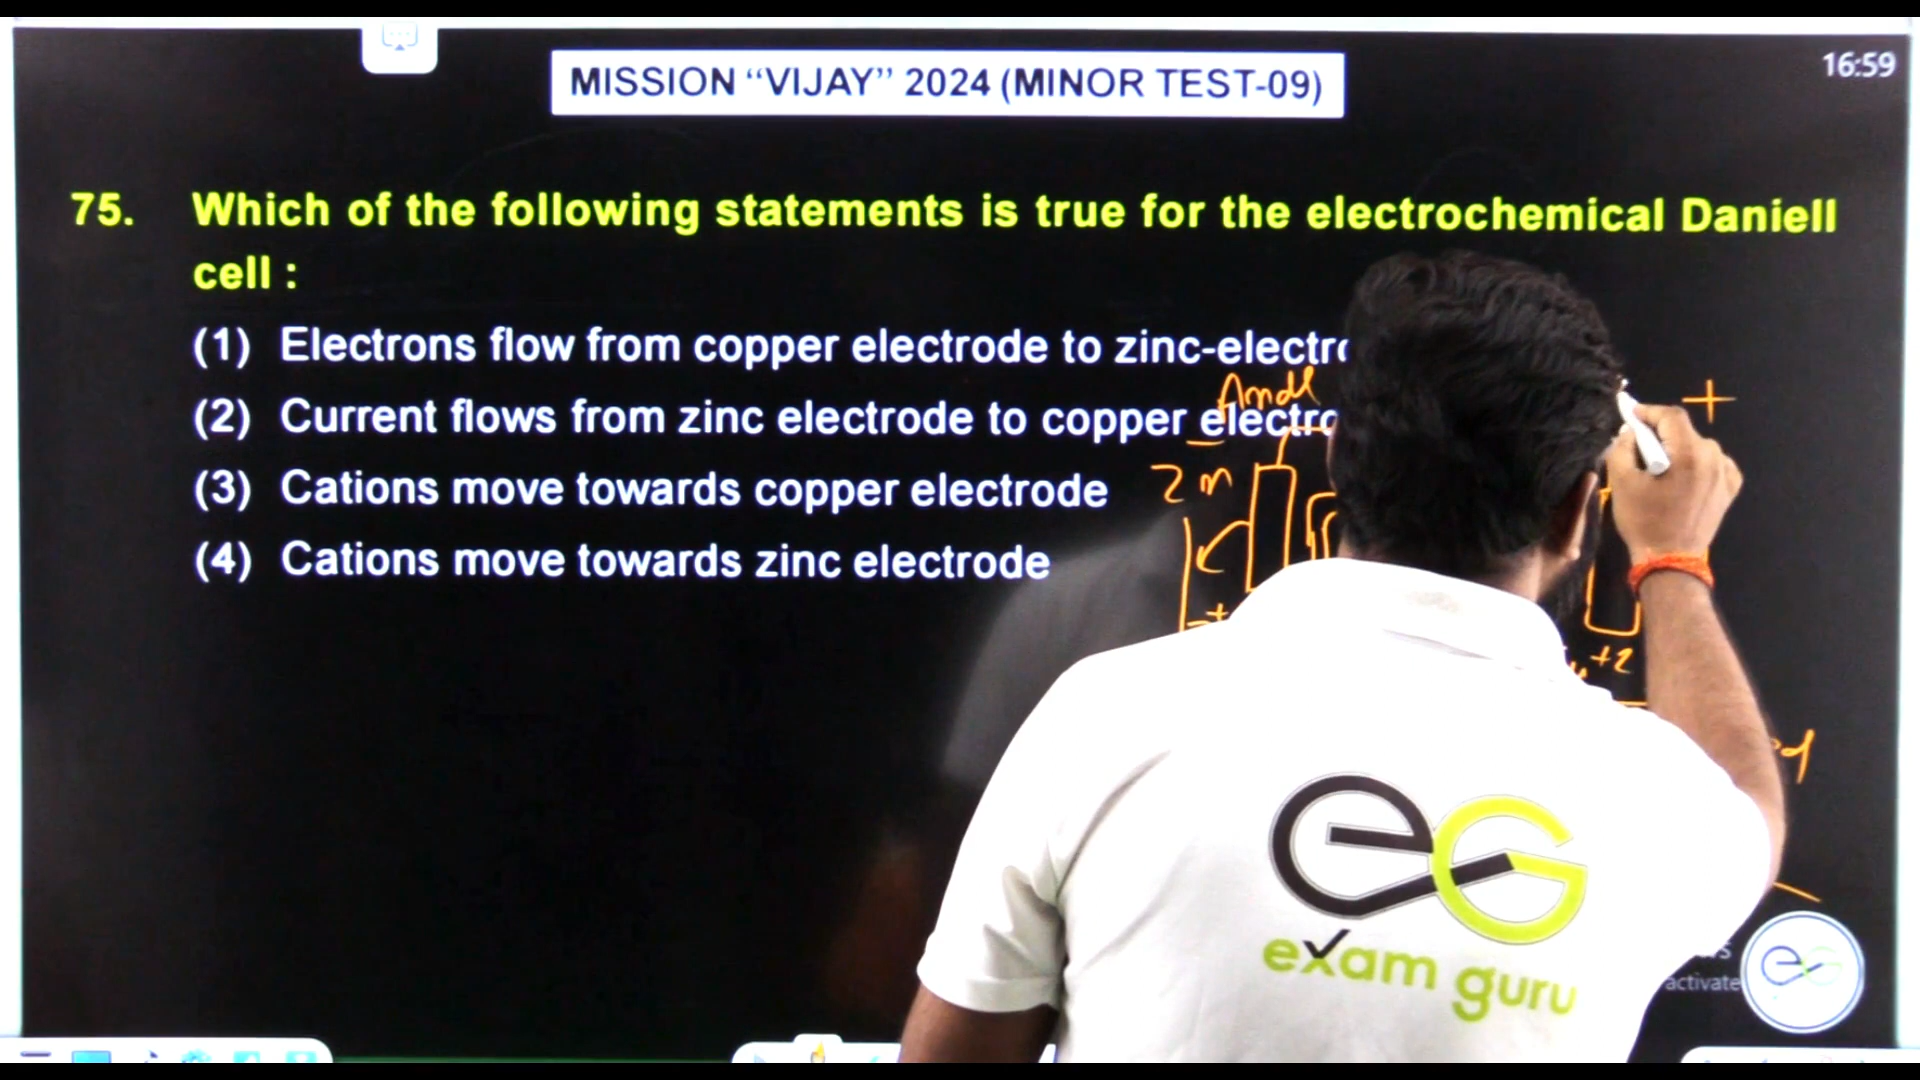 16:59
MISSION “VIJAY” 2024 (MINOR TEST-09)
75. Which of the following statements is true for the electrochemical Daniell
cell :
(1) Electrons flow from copper electrode to zinc-electr
(2) Current flows from zinc electrode to copper electr
(3) Cations move towards copper electrode
(4) Cations move towards zinc electrode
+
−
Zn
+2
exam guru
activate